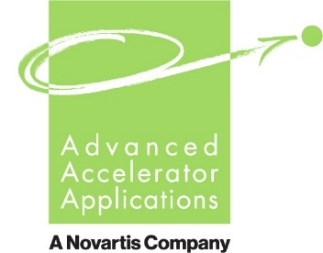 Advanced
Accelerator
Applications
A Novartis Company